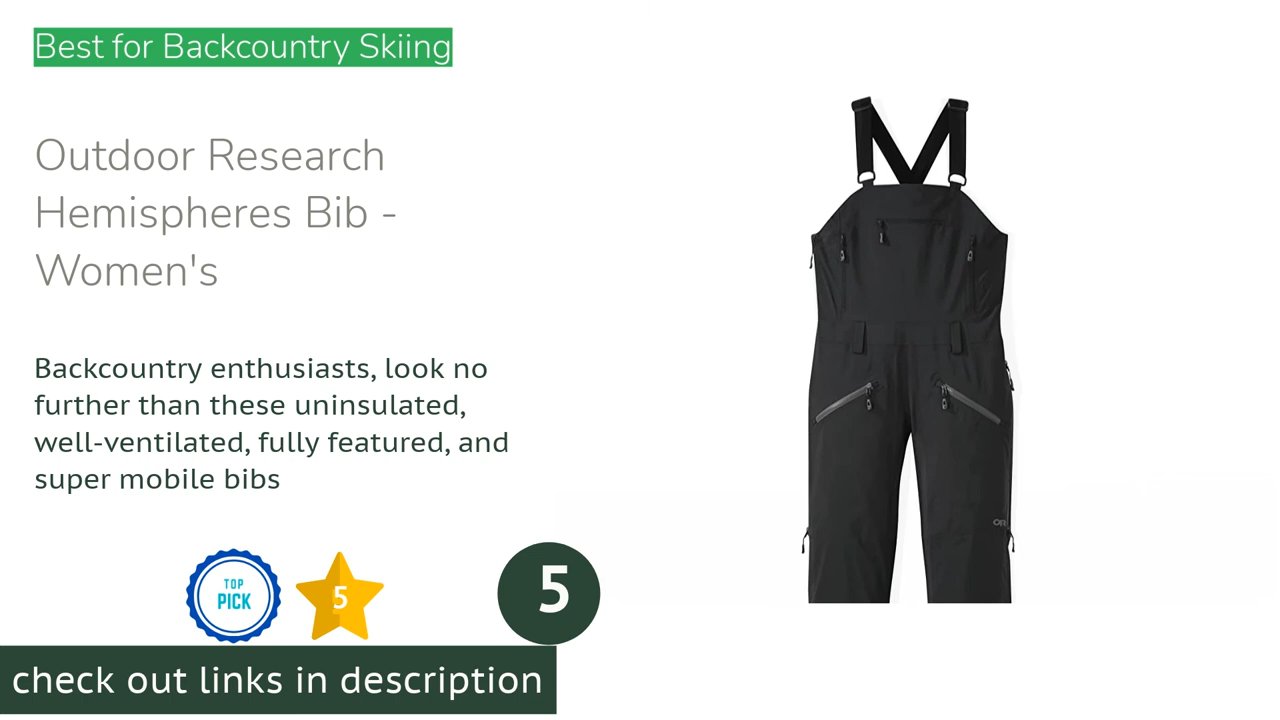 Best for Backcountry Skiing
Outdoor Research
Hemispheres Bib -
Women's
Backcountry enthusiasts, look no
further than these uninsulated,
well-ventilated, fully featured, and
super mobile bibs
TOP
PICK
5
5
check out links in description
OR